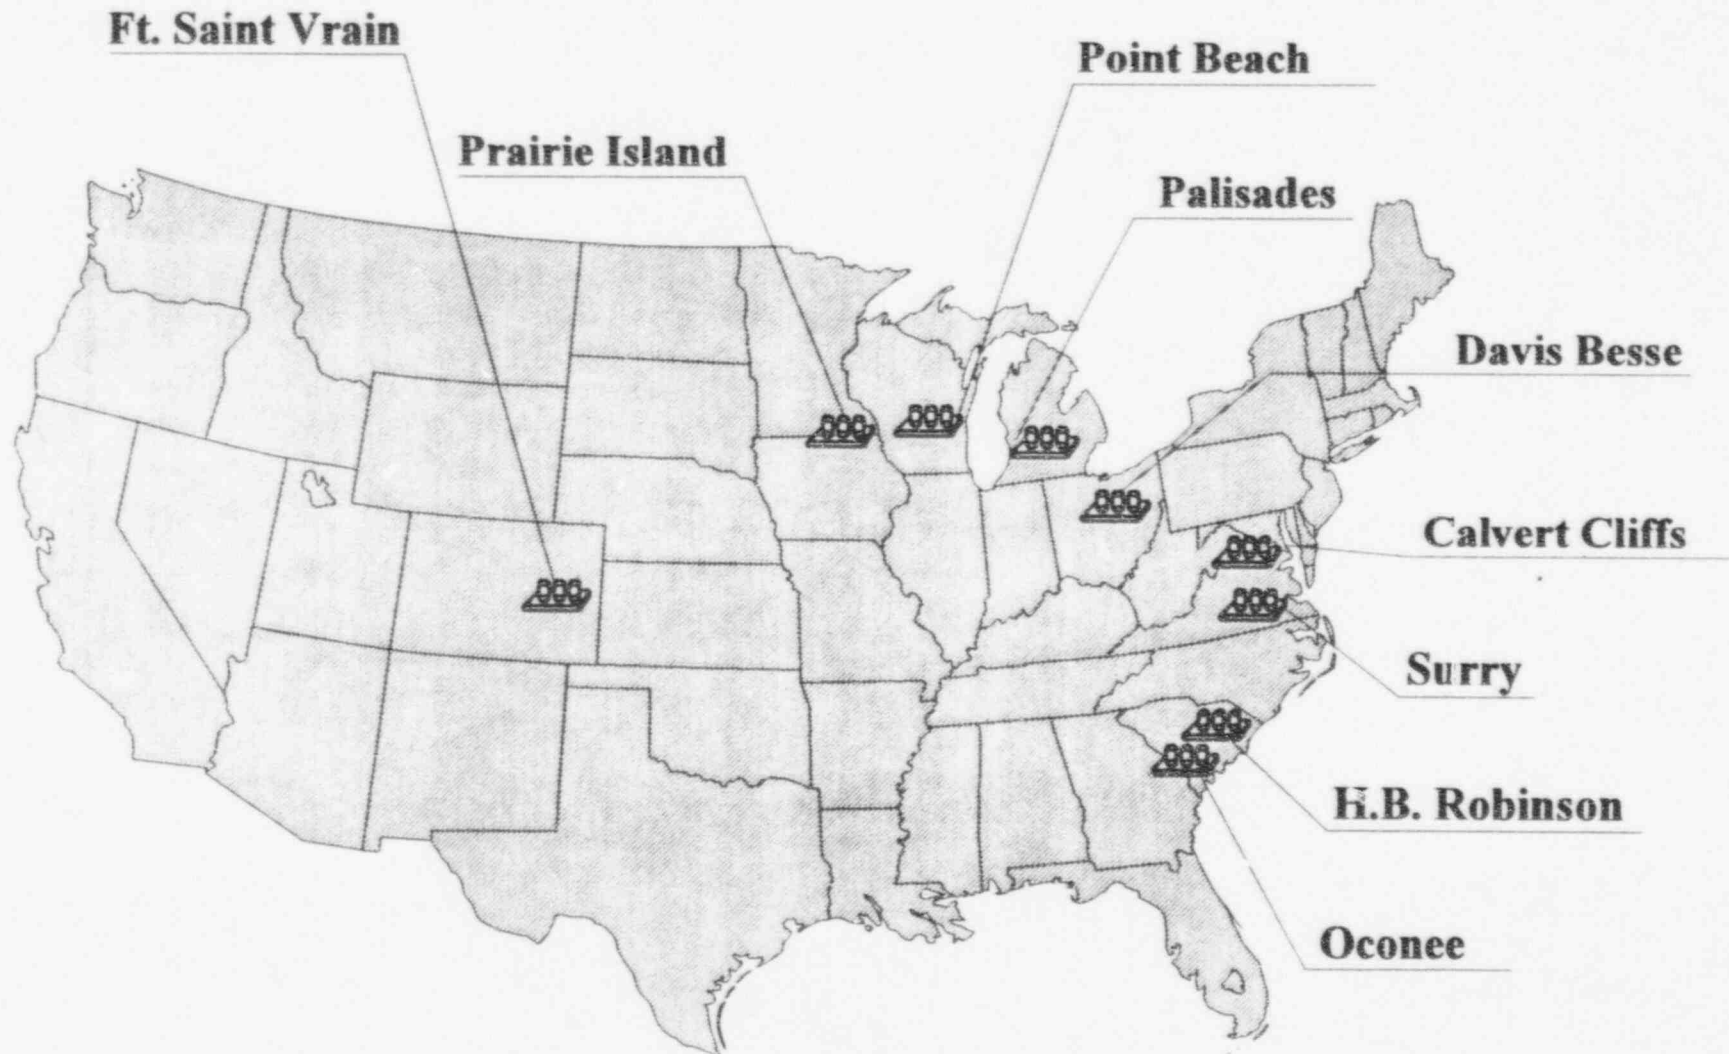 Ft. Saint Vrain
Point Beach
Prairie Island
Palisades
Davis Besse
Calvert Cliffs
Surry
H.B. Robinson
Oconee